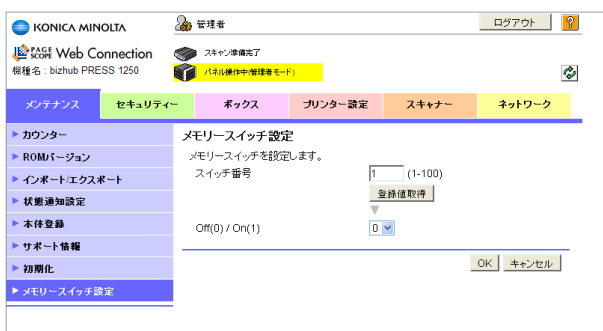 KONICA MINOLTA
管理者
ログアウト
?
PAGE SCOPE Web Connection
スキャン準備完了
機種名 : bizhub PRESS 1250
パネル操作中(管理者モード)
メンテナンス
セキュリティー
ボックス
プリンター設定
スキャナー
ネットワーク
カウンター
ROMバージョン
インポート/エクスポート
状態通知設定
本体登録
サポート情報
初期化
メモリースイッチ設定
メモリースイッチ設定
メモリースイッチを設定します。
スイッチ番号
1
(1-100)
登録値取得
Off(0) / On(1)
0
OK
キャンセル